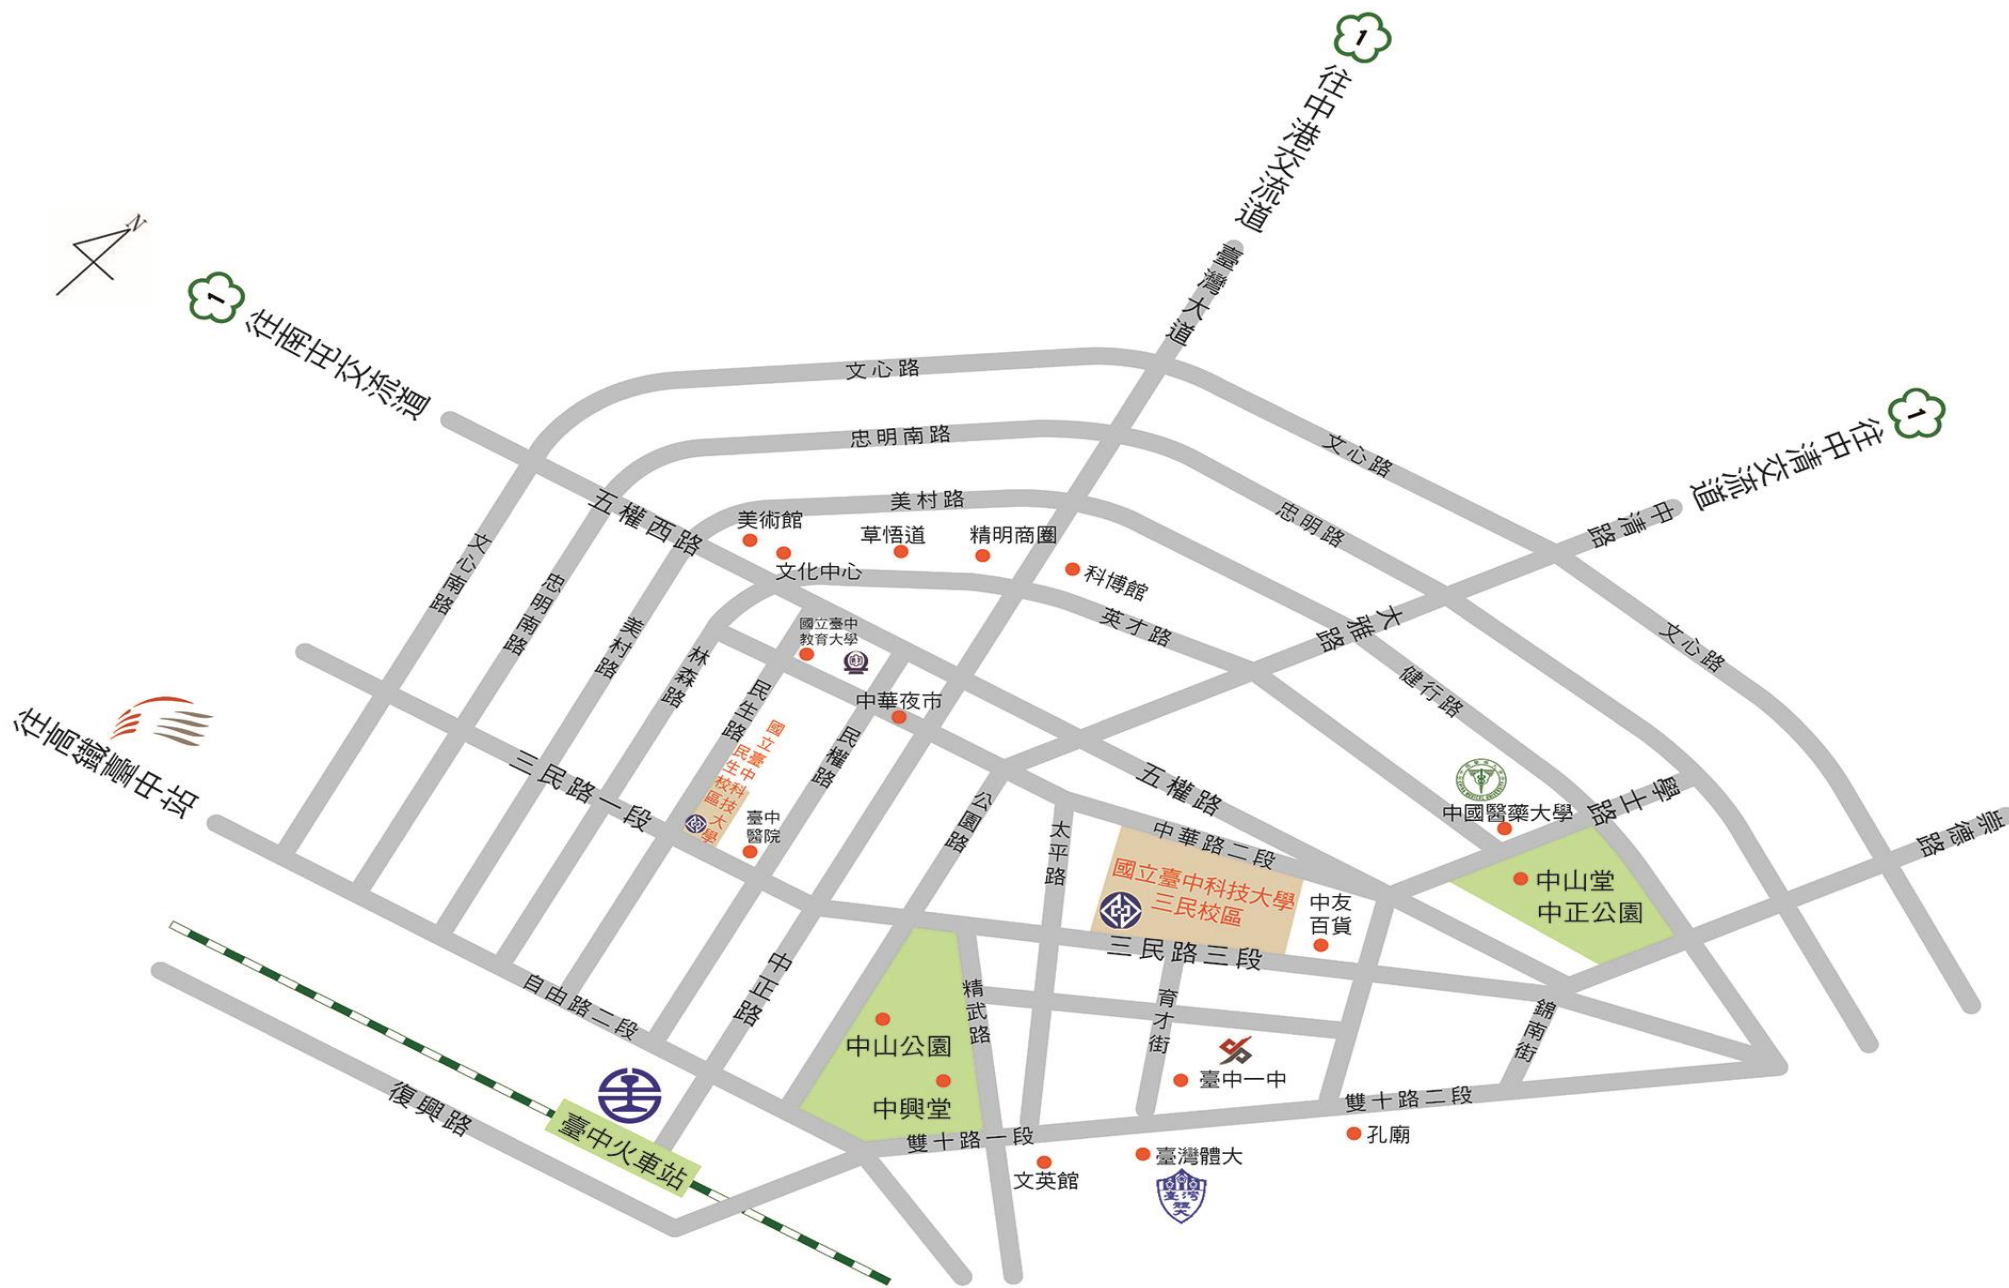 1
往中港交流道
臺灣大道
N
1
往南屯交流道
1
往中清交流道
中清路
文心路
文心路
忠明南路
忠明路
美村路
五權西路
美術館
草悟道
精明商圈
文化中心
科博館
英才路
大雅路
文心路
健行路
文心南路
忠明南路
美村路
林森路
國立臺中
教育大學
民生路
中華夜市
民權路
國立臺中科技大學
民生校區
臺中
醫院
往高鐵臺中站
三民路一段
公園路
太平路
五權路
中華路二段
中國醫藥大學
學士路
崇德路
國立臺中科技大學
三民校區
中友
百貨
中山堂
中正公園
三民路三段
自由路二段
中正路
精武路
育才街
錦南街
中山公園
中興堂
臺中一中
復興路
臺中火車站
雙十路一段
雙十路二段
文英館
臺灣體大
臺灣
體大
孔廟